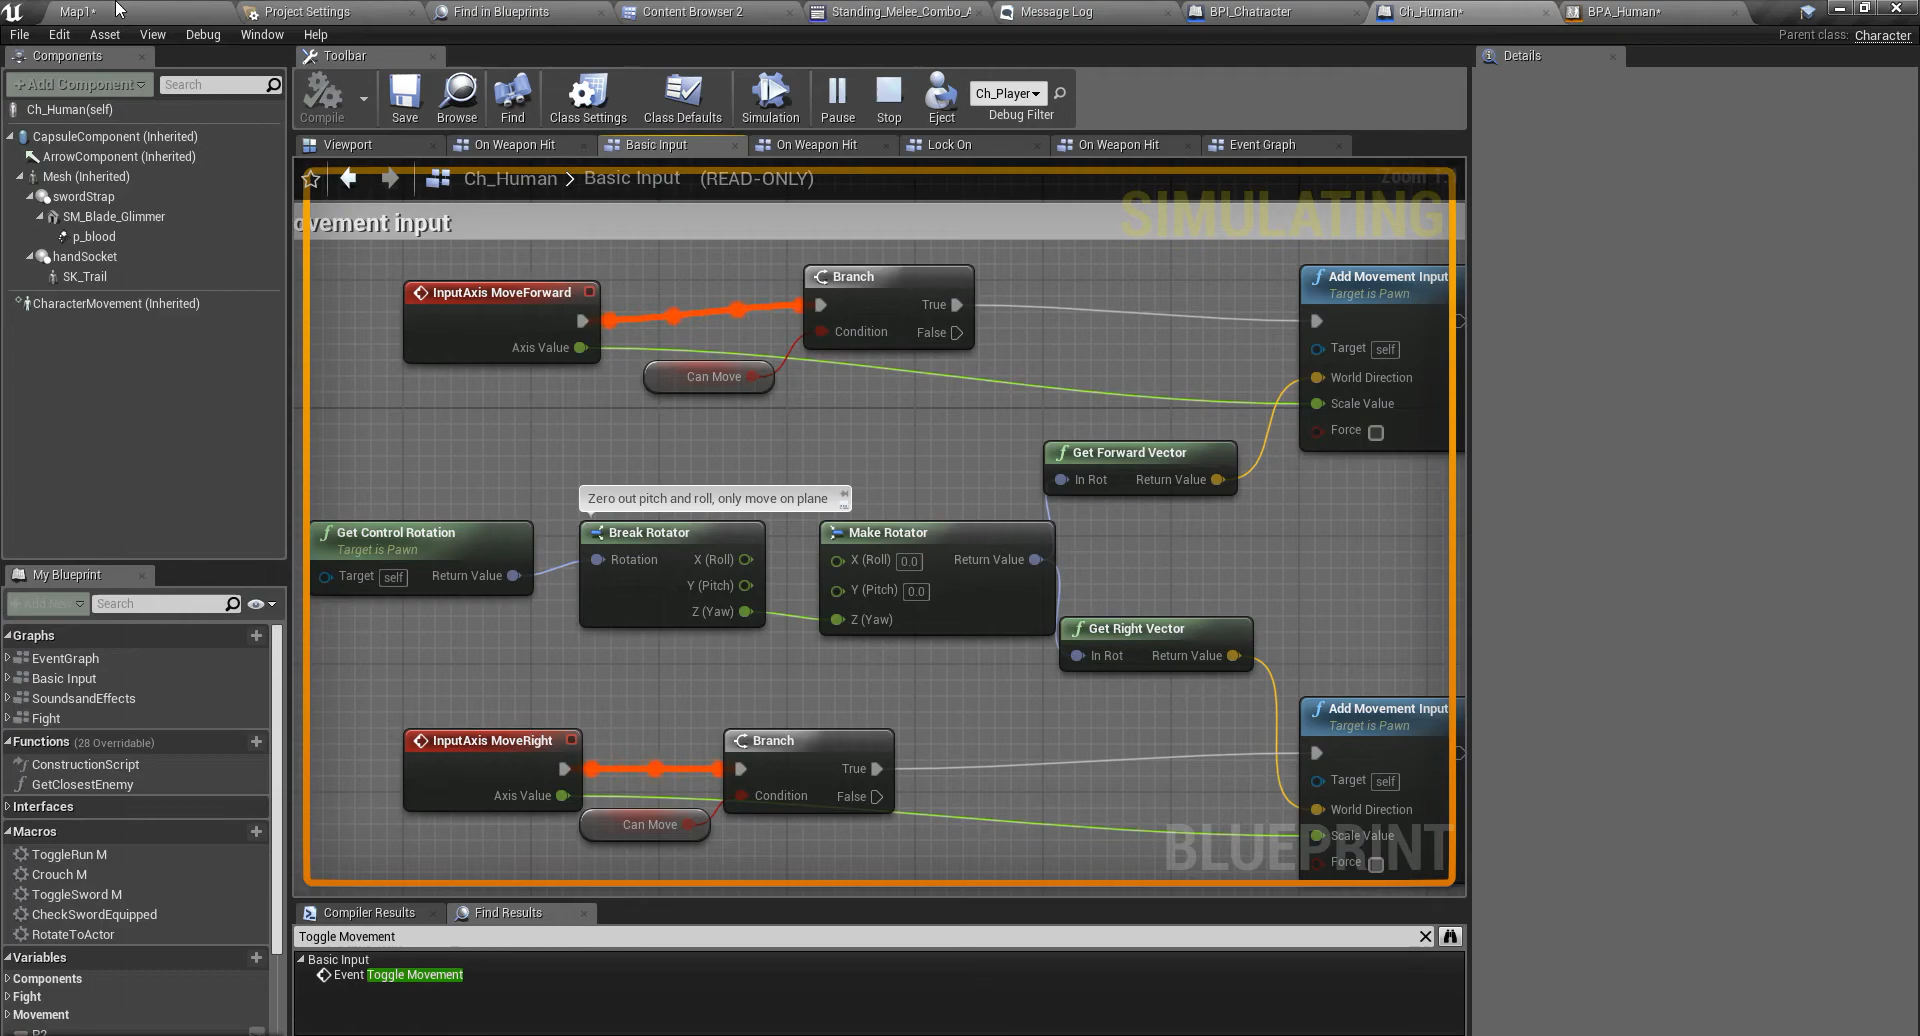 Map1*
Project Settings
Find in Blueprints
Content Browser 2
Standing_Melee_Combo_A
Message Log
BPI_Chatracter
Ch_Human*
BPA_Human*
File Edit Asset View Debug Window Help
Parent class: Character
Components
Toolbar
Details
+Add Component
Search
Ch_Human(self)
CapsuleComponent (Inherited)
ArrowComponent (Inherited)
Mesh (Inherited)
swordStrap
SM_Blade_Glimmer
p_blood
handSocket
SK_Trail
CharacterMovement (Inherited)
Compile
Save
Browse
Find
Class Settings
Class Defaults
Simulation
Pause
Stop
Eject
Ch_Player
Debug Filter
Viewport
On Weapon Hit
Basic Input
On Weapon Hit
Lock On
On Weapon Hit
Event Graph
Ch_Human > Basic Input (READ-ONLY)
SIMULATING
ovement input
InputAxis MoveForward
Axis Value
Branch
True
Condition
False
Can Move
Add Movement Input
Target is Pawn
Target self
World Direction
Scale Value
Force
Get Forward Vector
In Rot Return Value
Zero out pitch and roll, only move on plane
Get Control Rotation
Target is Pawn
Target self Return Value
Break Rotator
Rotation
X (Roll)
Y (Pitch)
Z (Yaw)
Make Rotator
X (Roll) 0.0 Return Value
Y (Pitch) 0.0
Z (Yaw)
Get Right Vector
In Rot Return Value
InputAxis MoveRight
Axis Value
Branch
True
Condition
False
Can Move
Add Movement Input
Target is Pawn
Target self
World Direction
Scale Value
Force
BLUEPRINT
My Blueprint
Search
Graphs
EventGraph
Basic Input
SoundsandEffects
Fight
Functions (28 Overridable)
ConstructionScript
GetClosestEnemy
Interfaces
Macros
ToggleRun M
Crouch M
ToggleSword M
CheckSwordEquipped
RotateToActor
Variables
Components
Fight
Movement
Compiler Results
Find Results
Toggle Movement
Basic Input
Event Toggle Movement